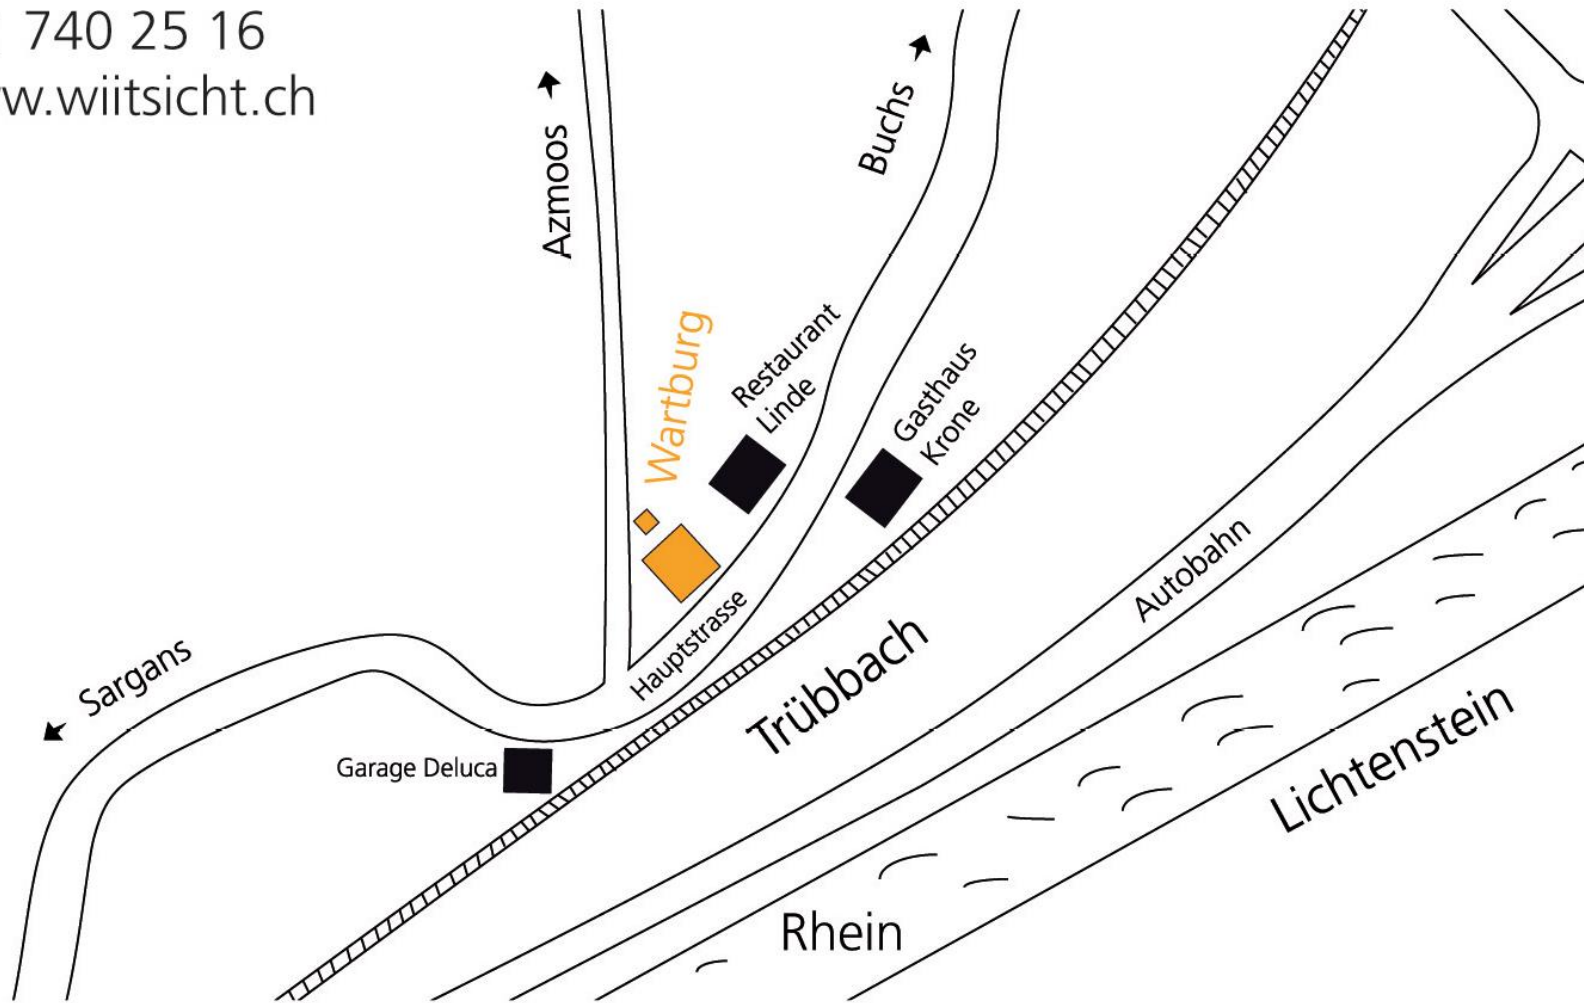 740 25 16
w.wiitsicht.ch
Azmoos
Buchs
Wartburg
Restaurant
Linde
Gasthaus
Krone
Hauptstrasse
Sargans
Garage Deluca
Trübbach
Autobahn
Lichtenstein
Rhein